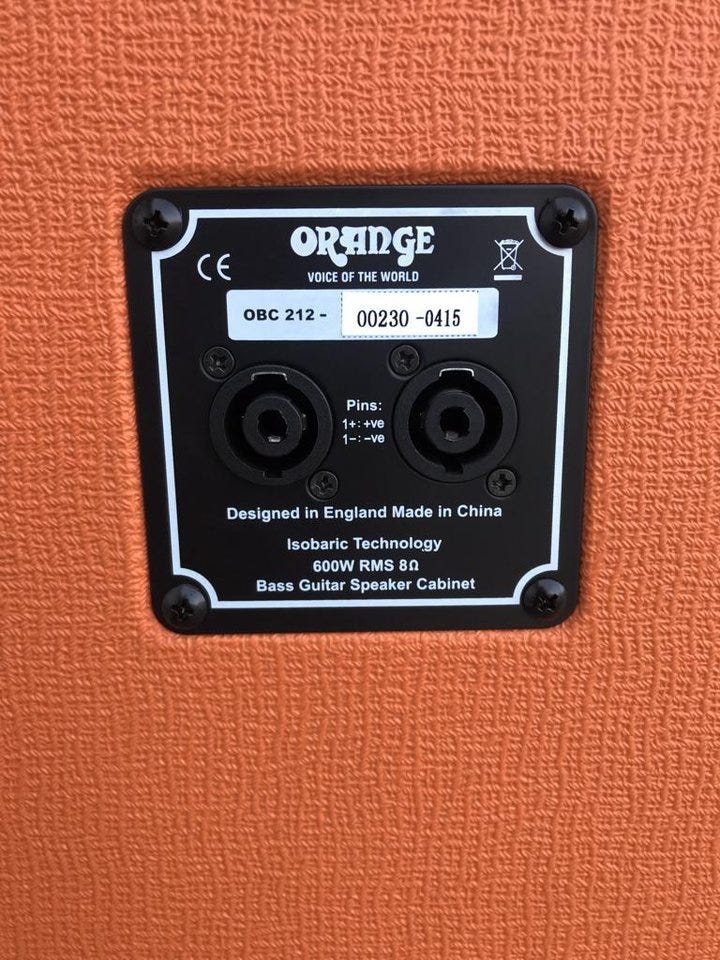 CE
ORANGE
VOICE OF THE WORLD
OBC 212 - 00230 -0415
Pins:
1+: +ve
1-: -ve
Designed in England Made in China
Isobaric Technology
600W RMS 8Ω
Bass Guitar Speaker Cabinet